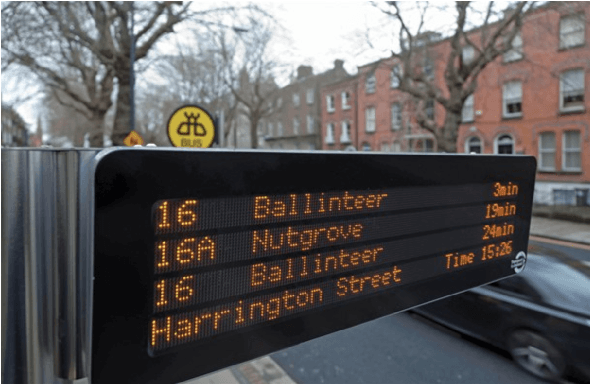 BUS
16 Ballinteer 3min
16A Nutgrove 19min
16 Ballinteer 24min
Harrington Street Time 15:26